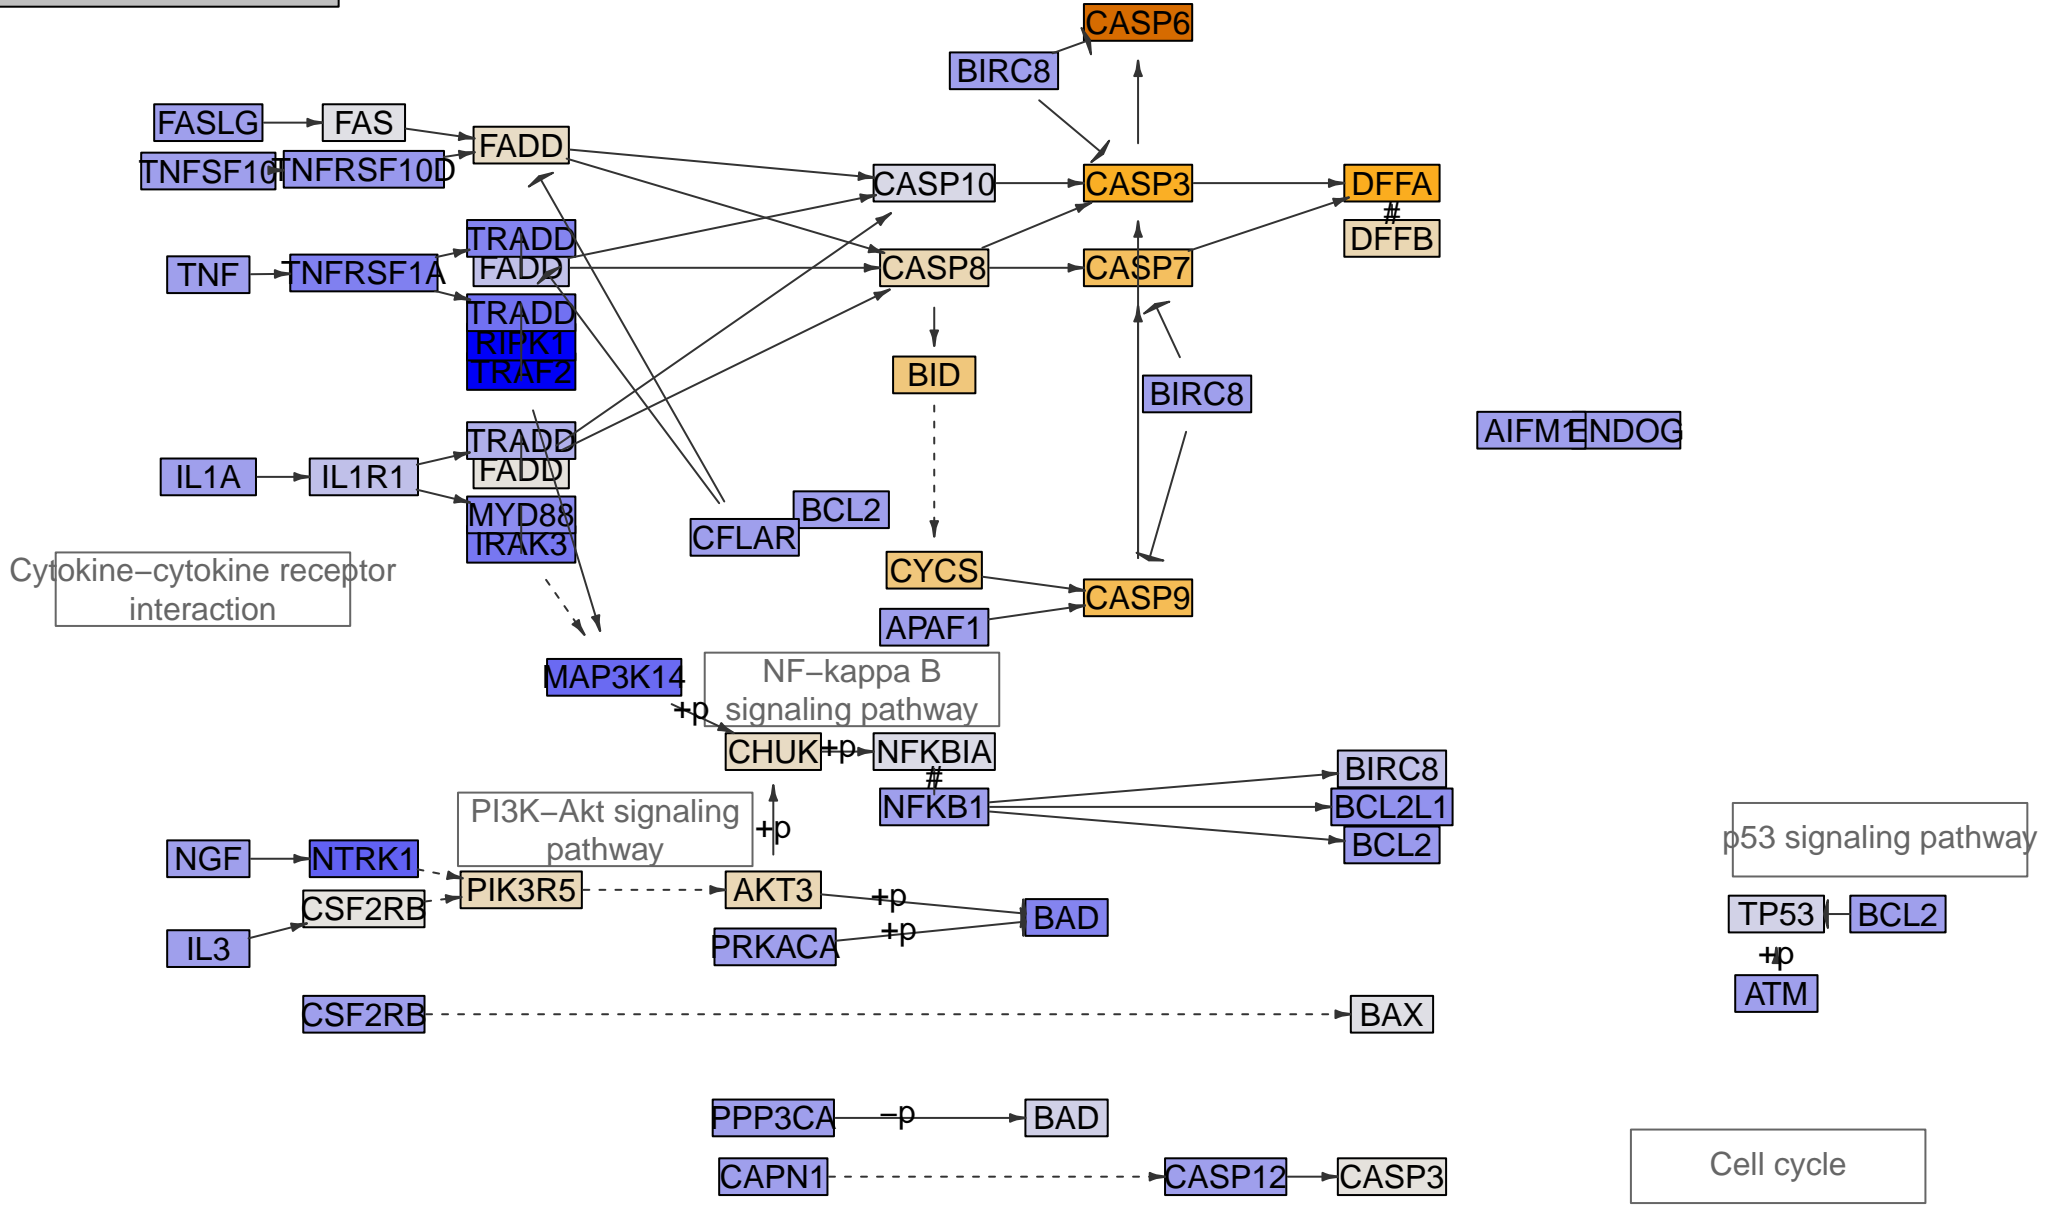 CASP6
BIRC8
FASLG
FAS
FADD
TNFSF10
TNFRSF10D
CASP10
CASP3
DFFA
#
DFFB
TRADD
FADD
TNF
TNFRSF1A
CASP8
CASP7
TRADD
RIPK1
TRAF2
BID
BIRC8
AIFM1
ENDOG
TRADD
FADD
IL1A
IL1R1
MYD88
IRAK3
BCL2
CFLAR
Cytokine−cytokine receptor
interaction
CYCS
CASP9
APAF1
MAP3K14
NF−kappa B
signaling pathway
+p
CHUK
+p
NFKBIA
#
NFKB1
BIRC8
BCL2L1
BCL2
PI3K−Akt signaling
pathway
+p
p53 signaling pathway
NGF
NTRK1
PIK3R5
AKT3
+p
CSF2RB
BAD
TP53
BCL2
IL3
PRKACA
+p
+p
ATM
CSF2RB
BAX
PPP3CA
−p
BAD
CAPN1
CASP12
CASP3
Cell cycle